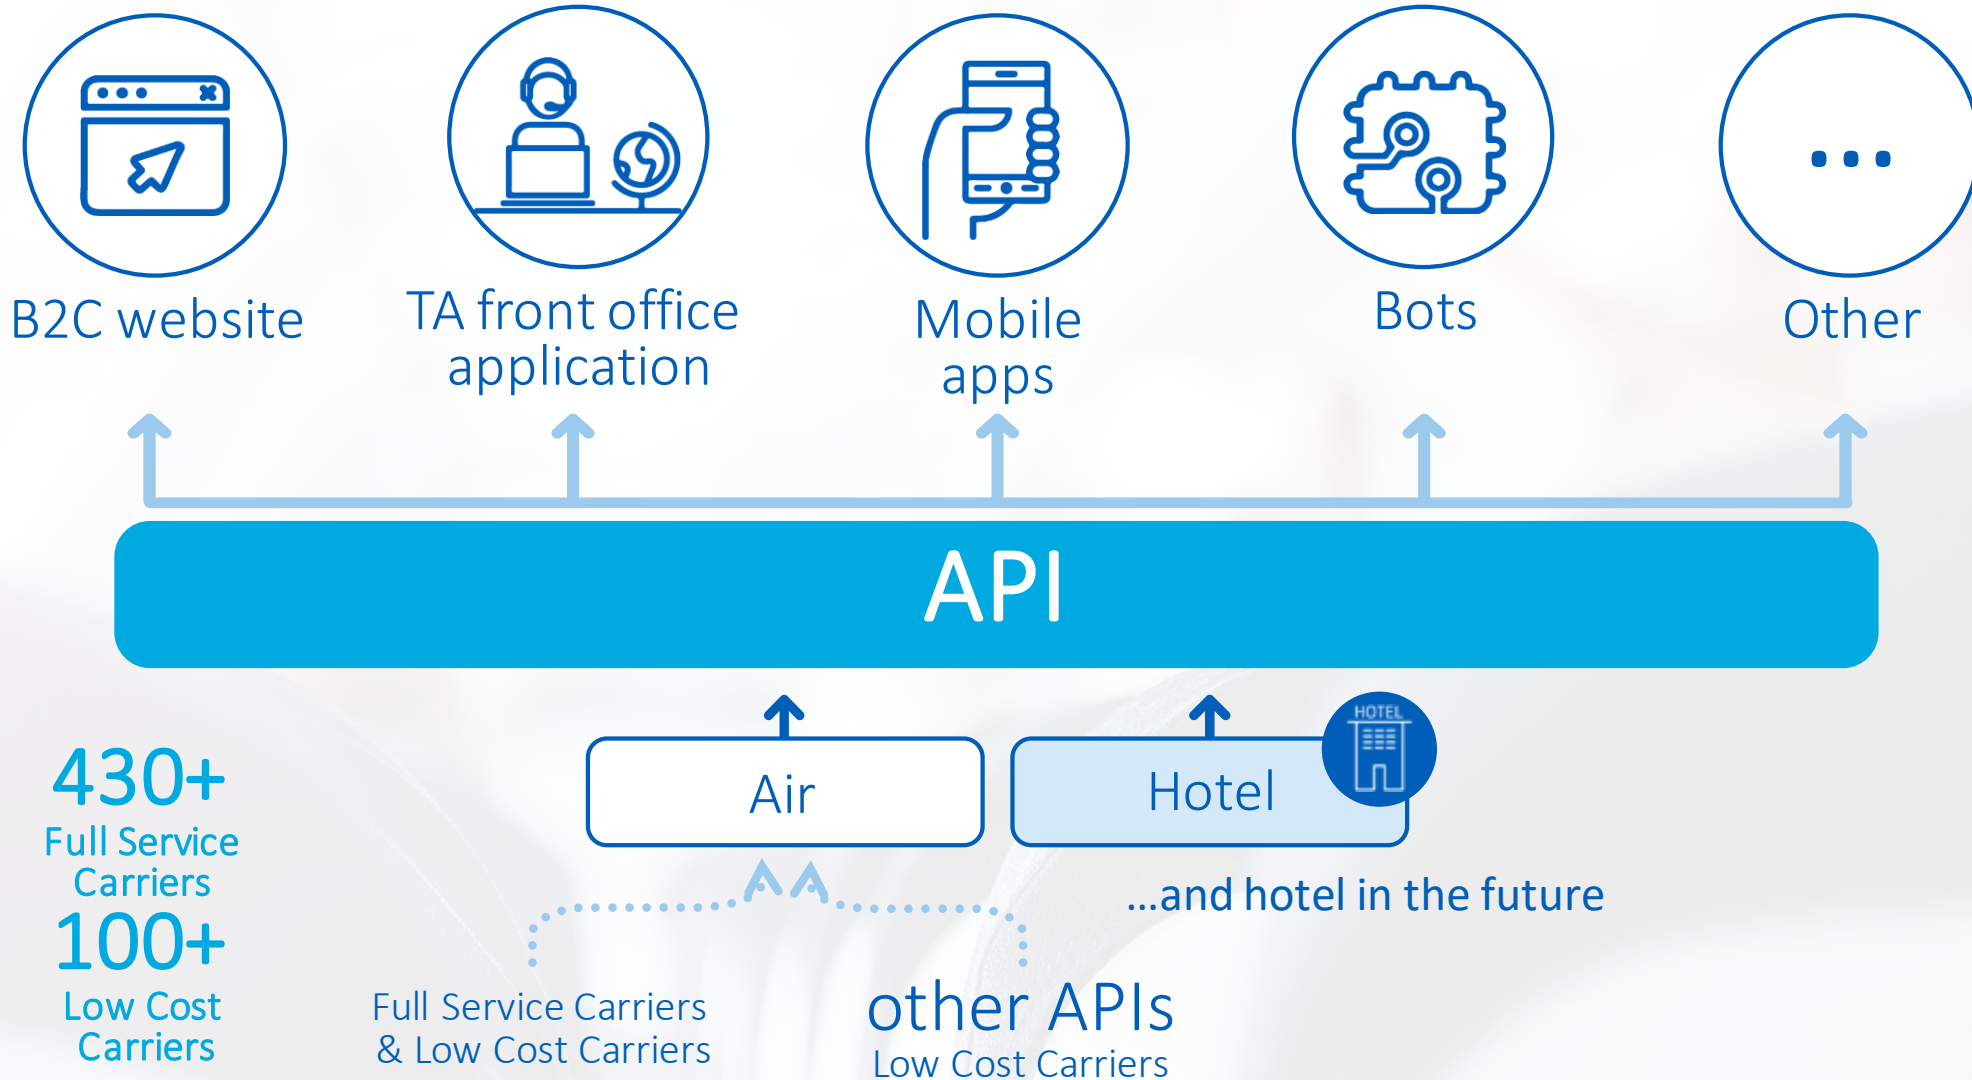 B2C website
TA front office
application
Mobile
apps
Bots
...
Other
API
Air
Hotel
HOTEL
...and hotel in the future
430+
Full Service
Carriers
100+
Low Cost
Carriers
Full Service Carriers
& Low Cost Carriers
other APIs
Low Cost Carriers